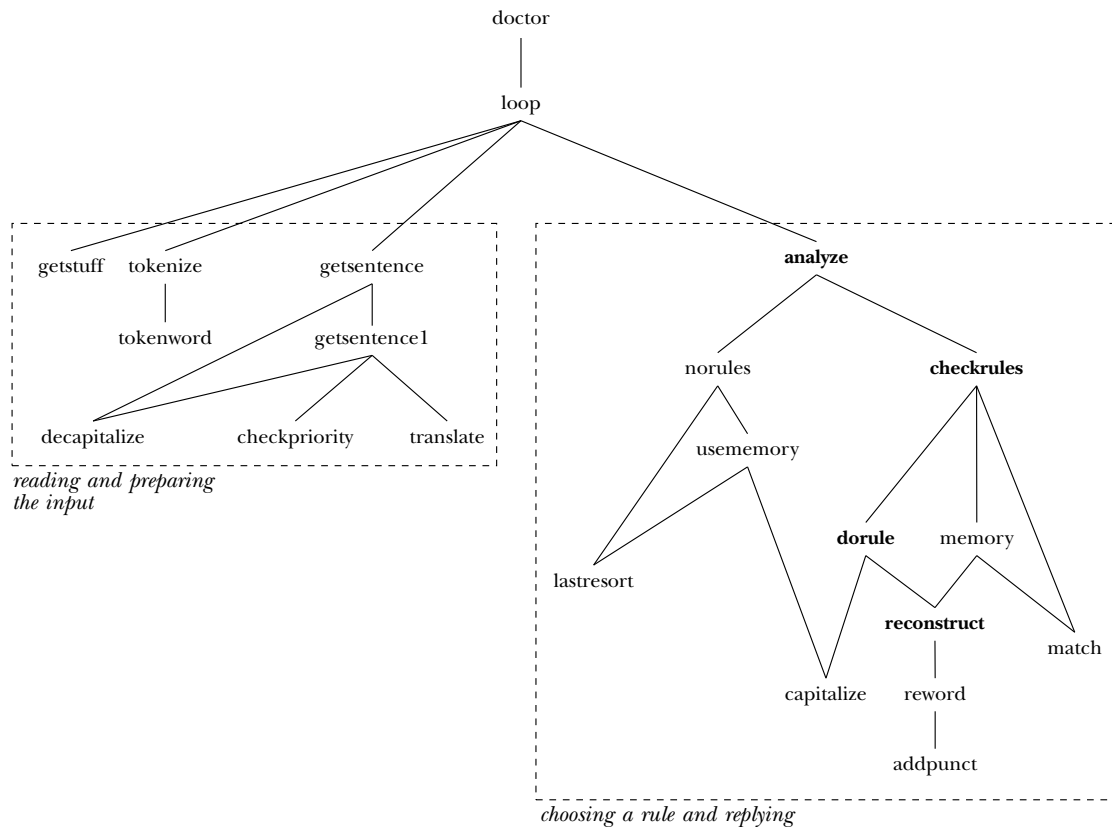 doctor
loop
getstuff tokenize getsentence
analyze
tokenword getsentence1
norules checkrules
decapitalize checkpriority translate
usememory
reading and preparing
the input
dorule memory
lastresort
reconstruct
match
capitalize reword
addpunct
choosing a rule and replying